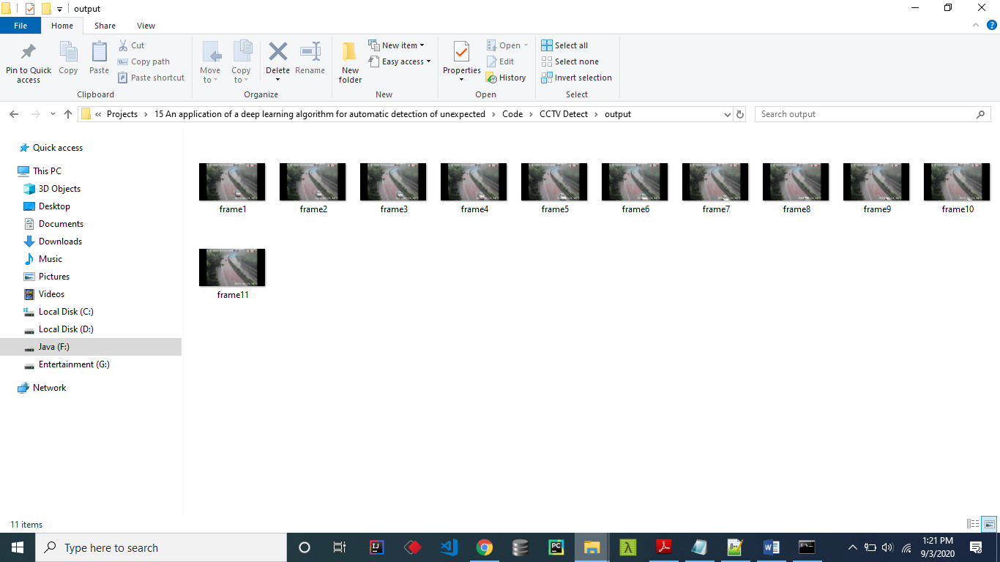 output
File Home Share View
Pin to Quick access
Copy
Paste
Cut
Copy path
Paste shortcut
Clipboard
Move to
Copy to
Delete
Rename
Organize
New folder
New item
Easy access
New
Properties
Open
Edit
History
Open
Select all
Select none
Invert selection
Select
« Projects > 15 An application of a deep learning algorithm for automatic detection of unexpected > Code > CCTV Detect > output
Search output
Quick access
This PC
3D Objects
Desktop
Documents
Downloads
Music
Pictures
Videos
Local Disk (C:)
Local Disk (D:)
Java (F:)
Entertainment (G:)
Network
frame1 frame2 frame3 frame4 frame5 frame6 frame7 frame8 frame9 frame10
frame11
11 items
Type here to search
IJ
PC
1:21 PM
9/3/2020